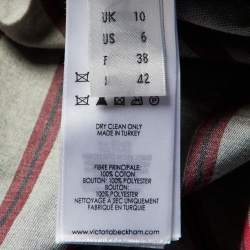 UK 10
US 6
F 38
I 42
DRY CLEAN ONLY
MADE IN TURKEY
FIBRE PRINCIPALE:
100% COTON
BOUTON: 100% POLYESTER
BOUTON: 100% POLYESTER
NETTOYAGE A SEC UNIQUEMENT
FABRIQUÉ EN TURQUIE
www.victoriabeckham.com